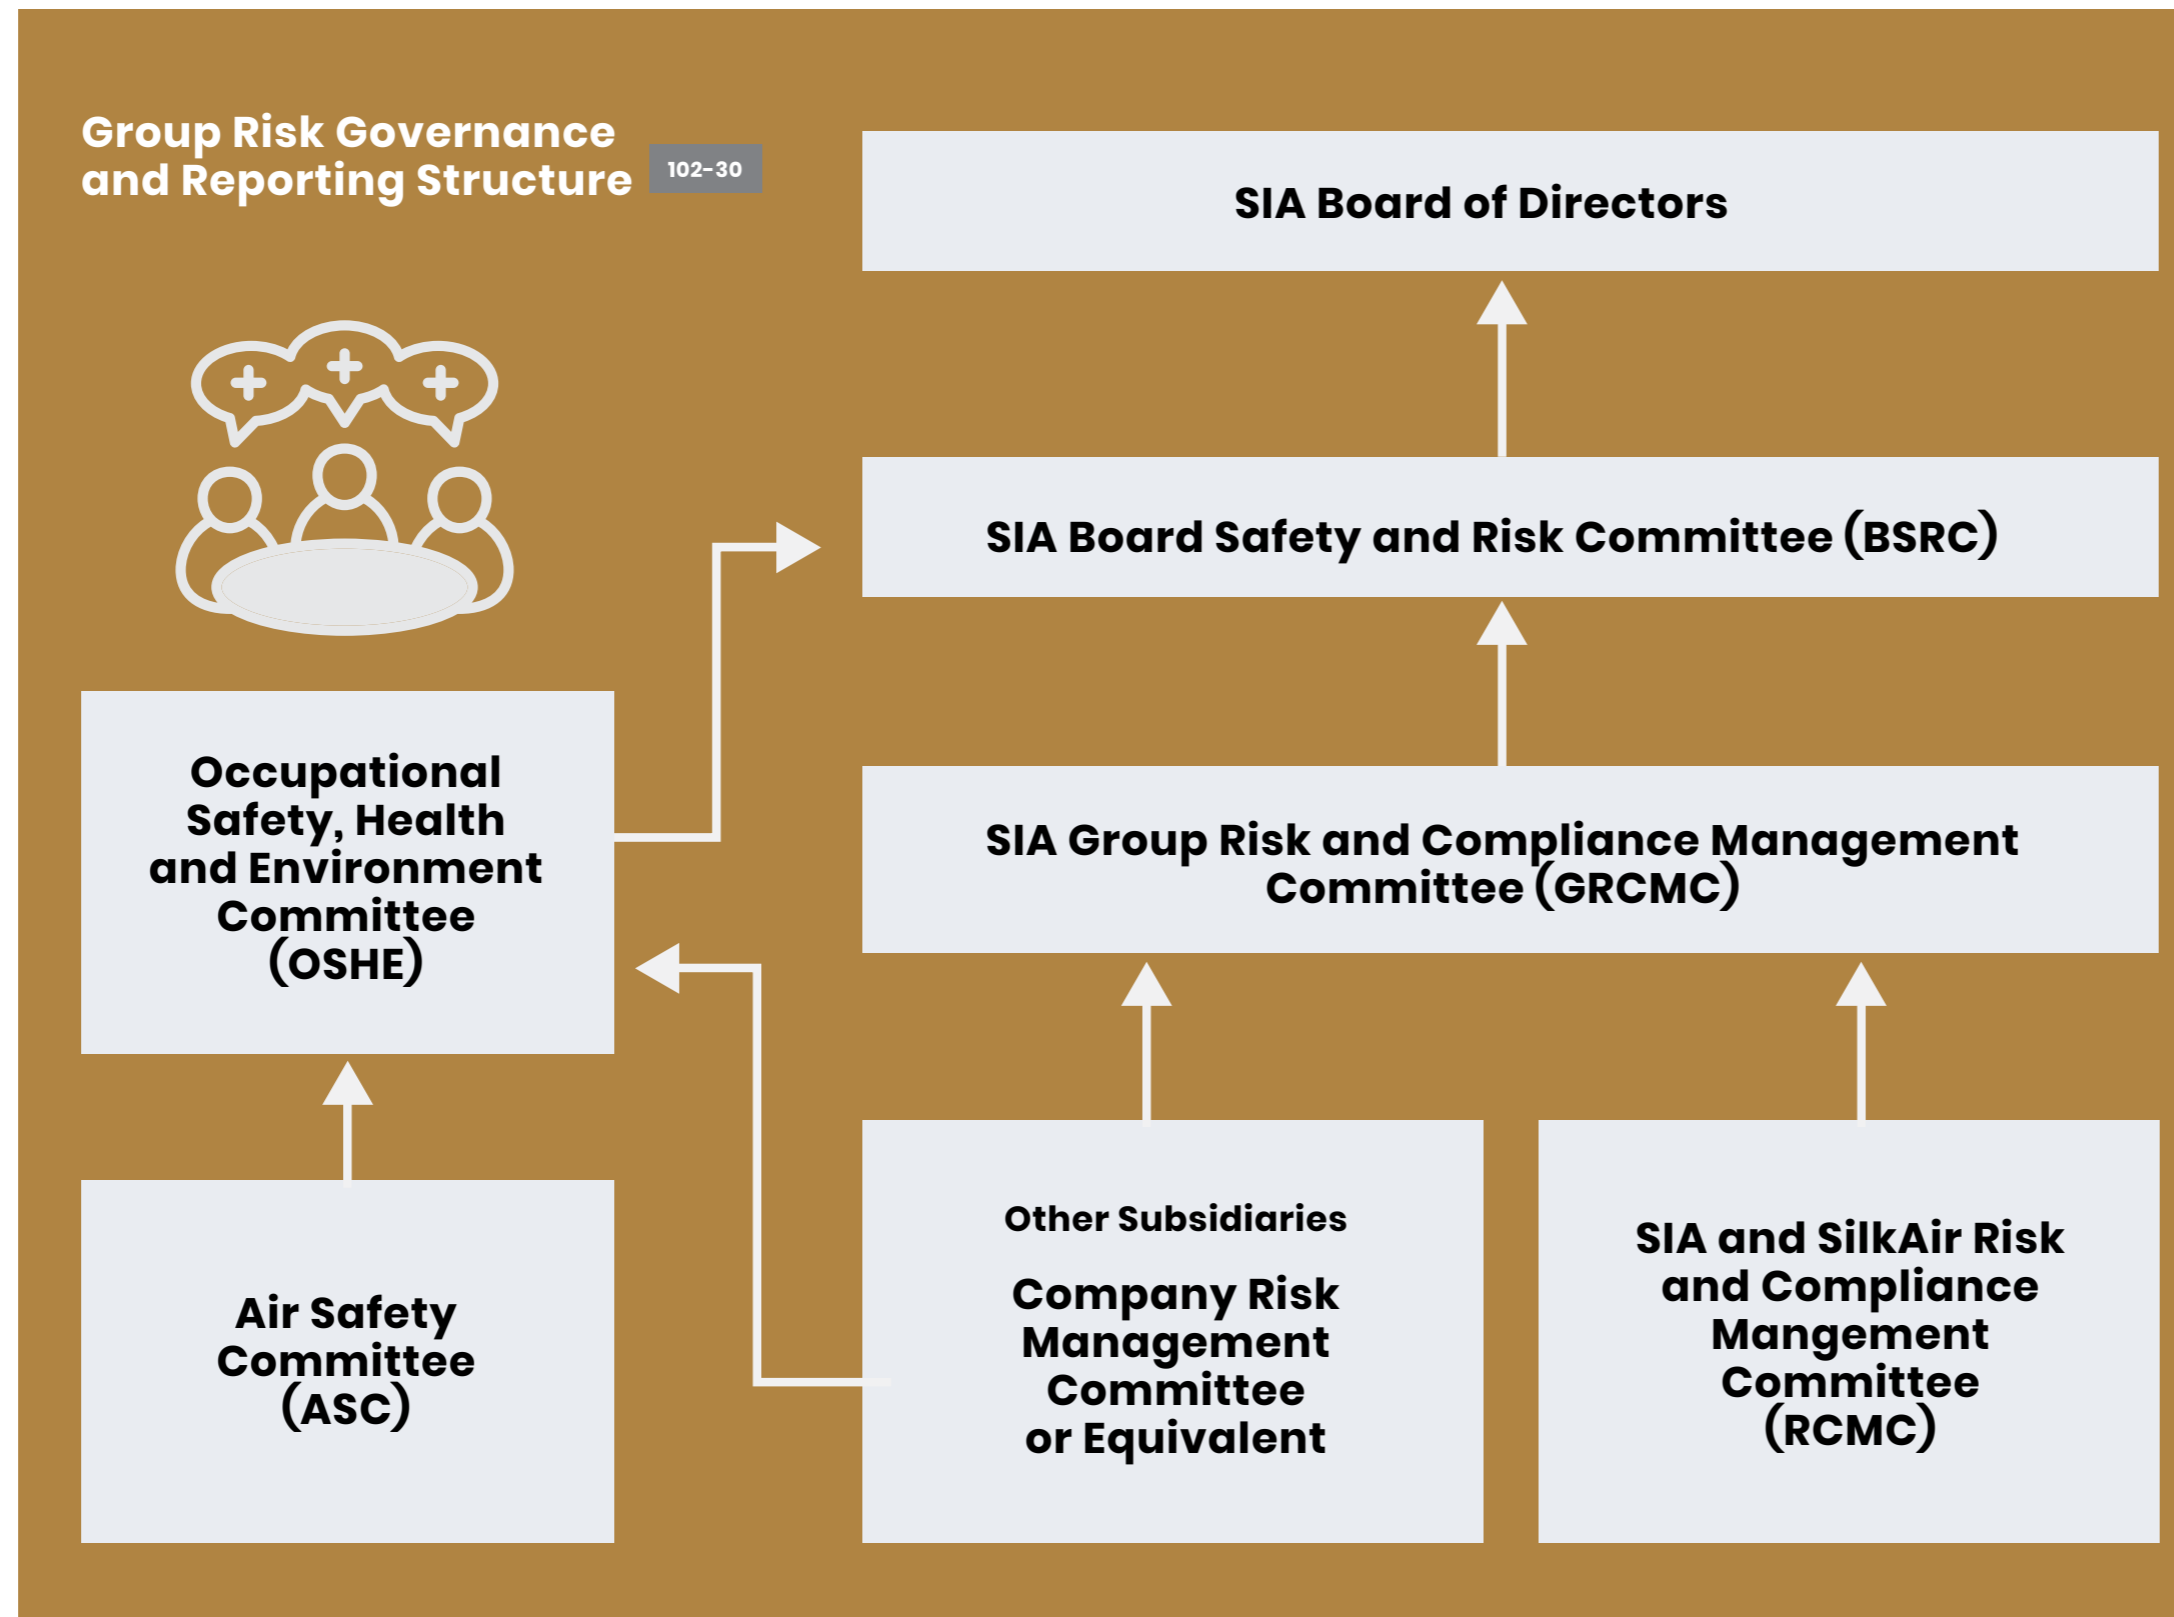 Group Risk Governance
and Reporting Structure
102-30
SIA Board of Directors
SIA Board Safety and Risk Committee (BSRC)
Occupational
Safety, Health
and Environment
Committee
(OSHE)
SIA Group Risk and Compliance Management
Committee (GRCMC)
Air Safety
Committee
(ASC)
Other Subsidiaries
Company Risk
Management
Committee
or Equivalent
SIA and SilkAir Risk
and Compliance
Mangement
Committee
(RCMC)